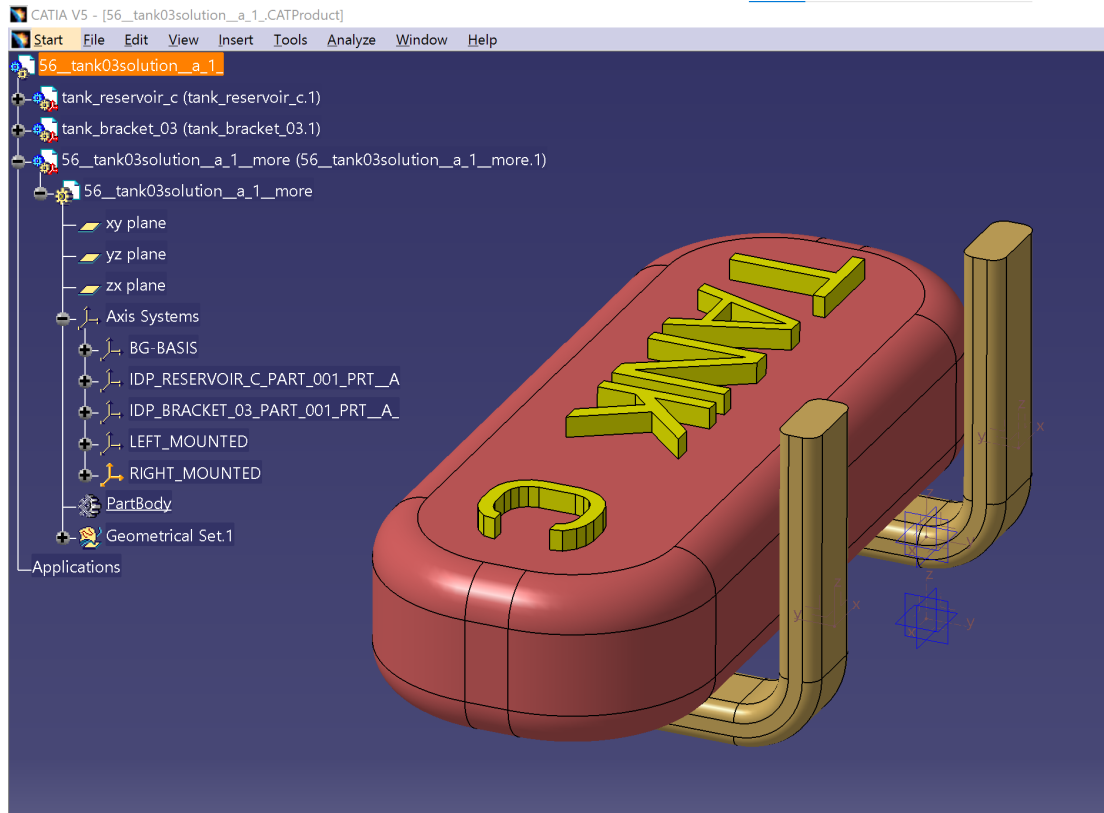 CATIA V5 - [56__tank03solution__a_1_.CATProduct]
Start File Edit View Insert Tools Analyze Window Help
56__tank03solution__a_1_
tank_reservoir_c (tank_reservoir_c.1)
tank_bracket_03 (tank_bracket_03.1)
56__tank03solution__a_1__more (56__tank03solution__a_1__more.1)
56__tank03solution__a_1__more
xy plane
yz plane
zx plane
Axis Systems
BG-BASIS
IDP_RESERVOIR_C_PART_001_PRT__A
IDP_BRACKET_03_PART_001_PRT__A_
LEFT_MOUNTED
RIGHT_MOUNTED
PartBody
Geometrical Set.1
Applications
TANK
C
z
y x
z
y
x
z
y x
z
y
x